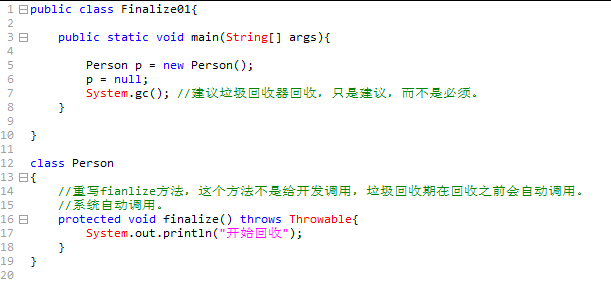 1 public class Finalize01{
2
3 public static void main(String[] args){
4
5 Person p = new Person();
6 p = null;
7 System.gc(); //建议垃圾回收器回收，只是建议，而不是必须。
8 }
9
10 }
11
12 class Person
13 {
14 //重写fianlize方法，这个方法不是给开发调用，垃圾回收期在回收之前会自动调用。
15 //系统自动调用。
16 protected void finalize() throws Throwable{
17 System.out.println("开始回收");
18 }
19 }
20